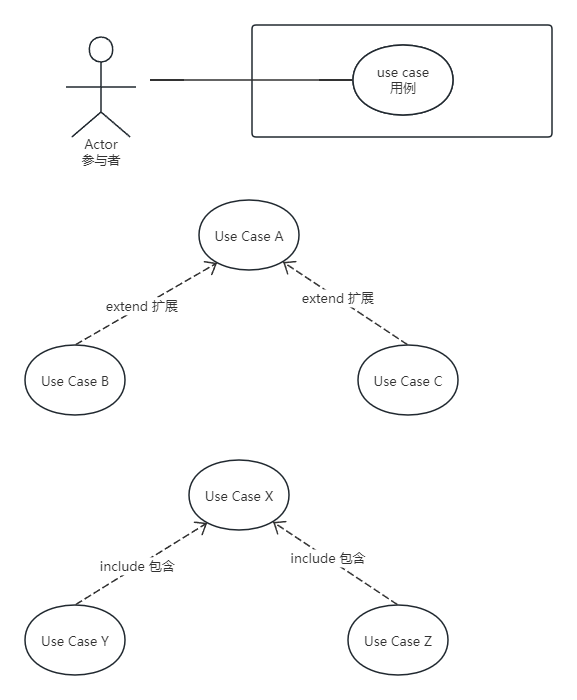 use case
用例
Actor
参与者
Use Case A
extend 扩展
extend 扩展
Use Case B
Use Case C
Use Case X
include 包含
include 包含
Use Case Y
Use Case Z